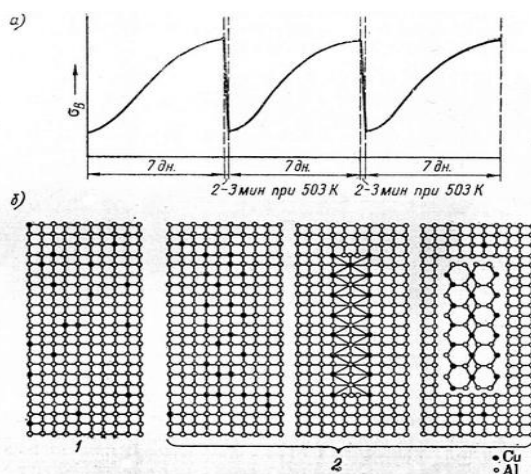 а)
σв
7 дн. 7 дн. 7 дн.
2-3 мин при 503 К 2-3 мин при 503 К
б)
1 2
• Cu
○ Al